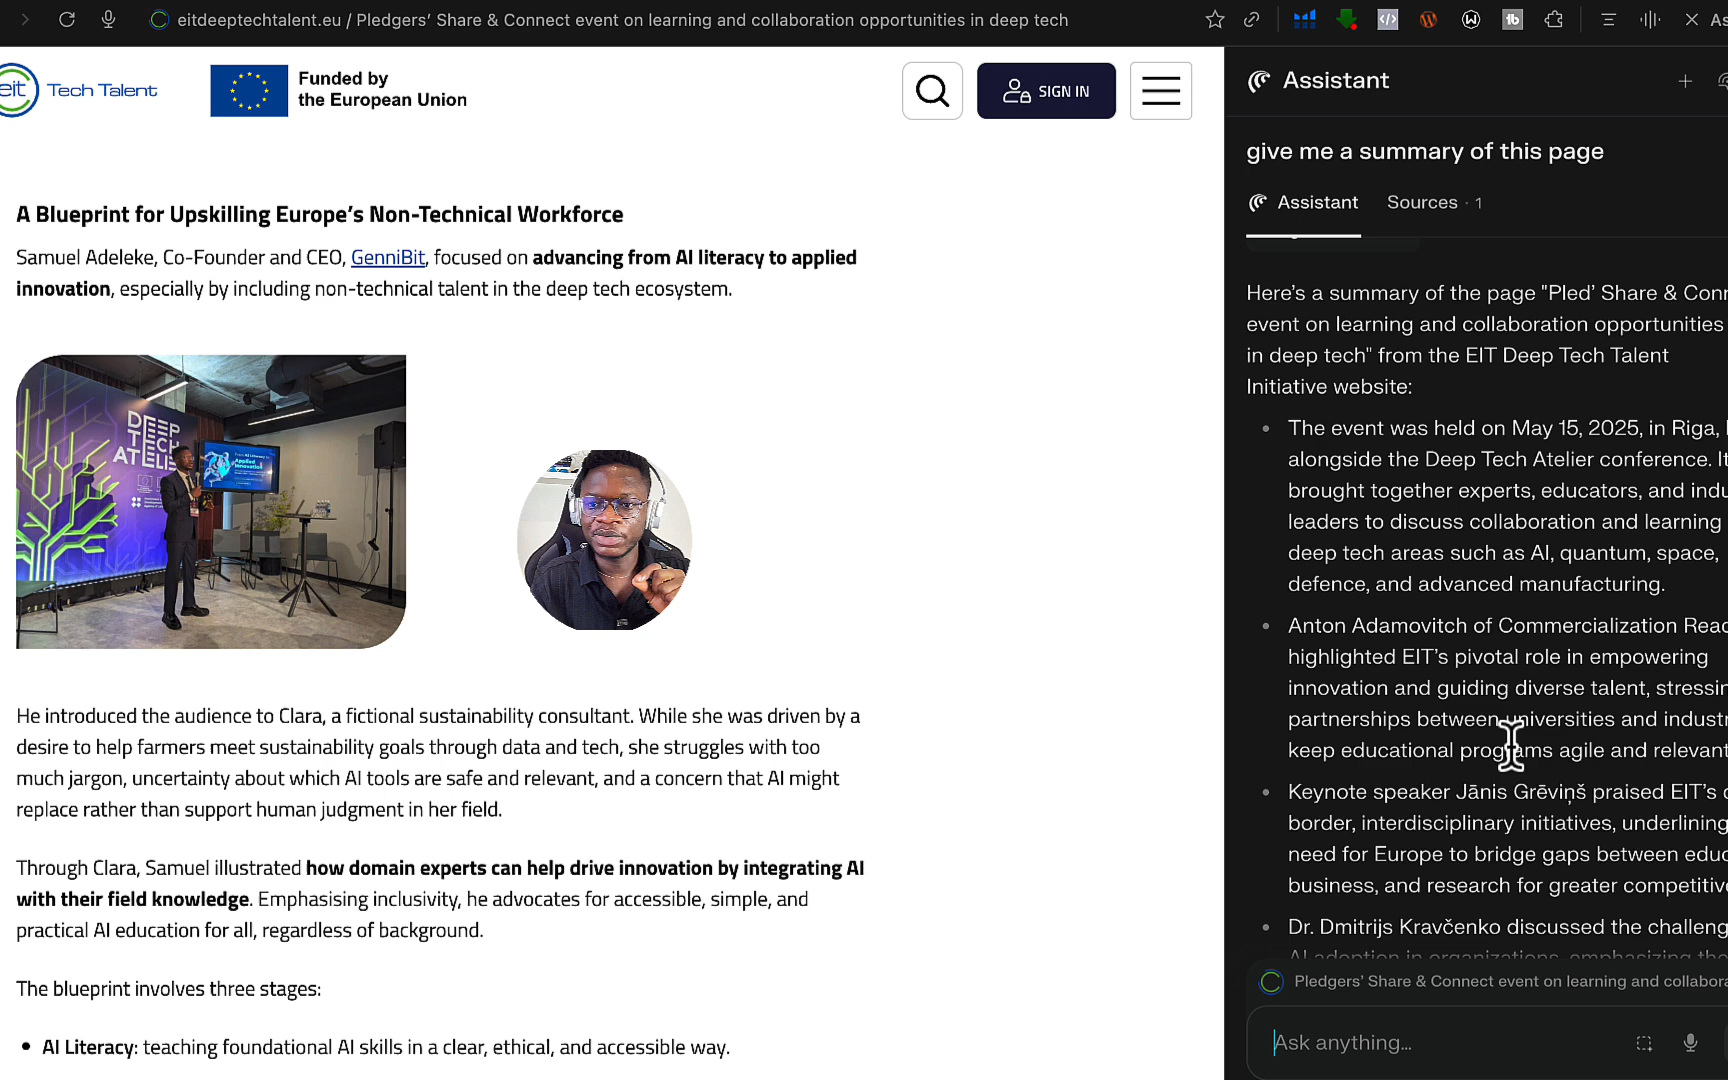 eitdeeptechtalent.eu / Pledgers’ Share & Connect event on learning and collaboration opportunities in deep tech
eit Tech Talent
Funded by
the European Union
SIGN IN
A Blueprint for Upskilling Europe’s Non-Technical Workforce
Samuel Adeleke, Co-Founder and CEO, GenniBit, focused on advancing from AI literacy to applied
innovation, especially by including non-technical talent in the deep tech ecosystem.
DEEP
TECH
ATELIE
From AI Literacy to
Applied
Innovation
He introduced the audience to Clara, a fictional sustainability consultant. While she was driven by a
desire to help farmers meet sustainability goals through data and tech, she struggles with too
much jargon, uncertainty about which AI tools are safe and relevant, and a concern that AI might
replace rather than support human judgment in her field.
Through Clara, Samuel illustrated how domain experts can help drive innovation by integrating AI
with their field knowledge. Emphasising inclusivity, he advocates for accessible, simple, and
practical AI education for all, regardless of background.
The blueprint involves three stages:
• AI Literacy: teaching foundational AI skills in a clear, ethical, and accessible way.
Assistant
give me a summary of this page
Assistant Sources · 1
Here’s a summary of the page "Pled’ Share & Conn
event on learning and collaboration opportunities
in deep tech" from the EIT Deep Tech Talent
Initiative website:
• The event was held on May 15, 2025, in Riga,
alongside the Deep Tech Atelier conference. It
brought together experts, educators, and indu
leaders to discuss collaboration and learning
deep tech areas such as AI, quantum, space,
defence, and advanced manufacturing.
• Anton Adamovitch of Commercialization Reac
highlighted EIT’s pivotal role in empowering
innovation and guiding diverse talent, stressin
partnerships between universities and industr
keep educational programs agile and relevant
• Keynote speaker Jānis Grēviņš praised EIT’s c
border, interdisciplinary initiatives, underlining
need for Europe to bridge gaps between educ
business, and research for greater competitive
• Dr. Dmitrijs Kravčenko discussed the challeng
AI adoption in organizations, emphasizing the
Pledgers’ Share & Connect event on learning and collabora
Ask anything…